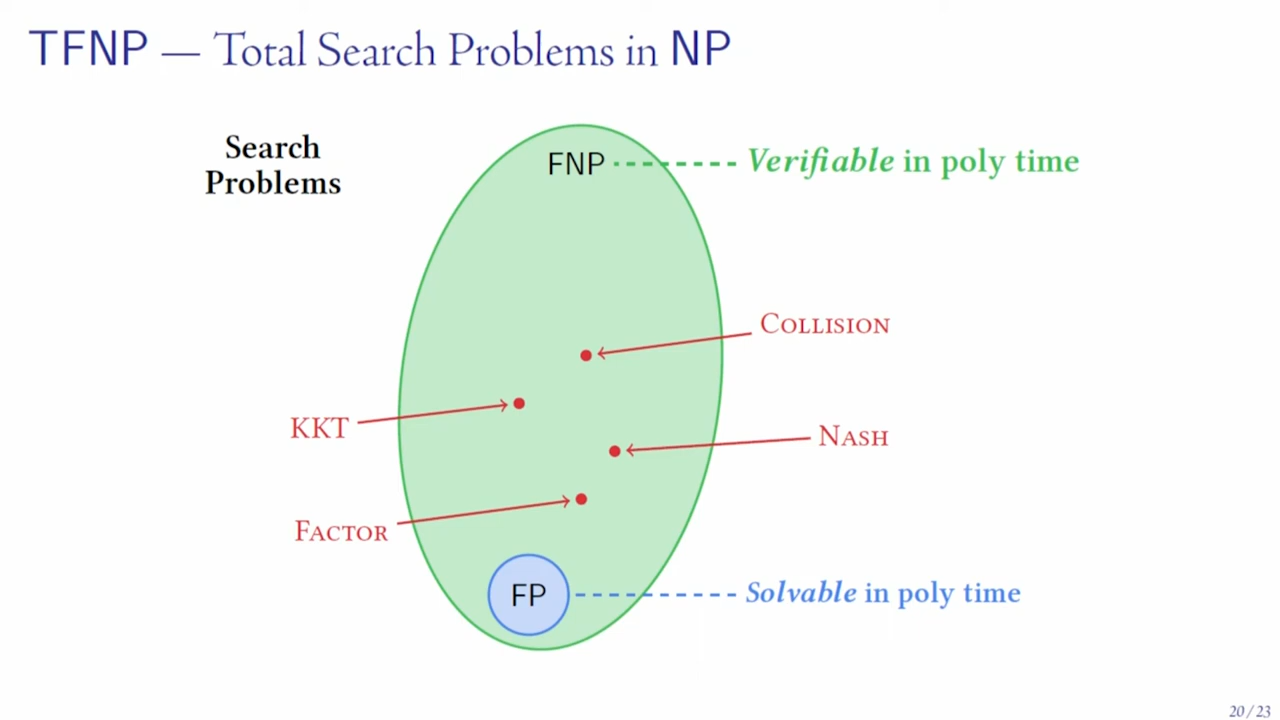 TFNP — Total Search Problems in NP
Search
Problems
FNP
Verifiable in poly time
COLLISION
KKT
NASH
FACTOR
FP
Solvable in poly time
20 / 23